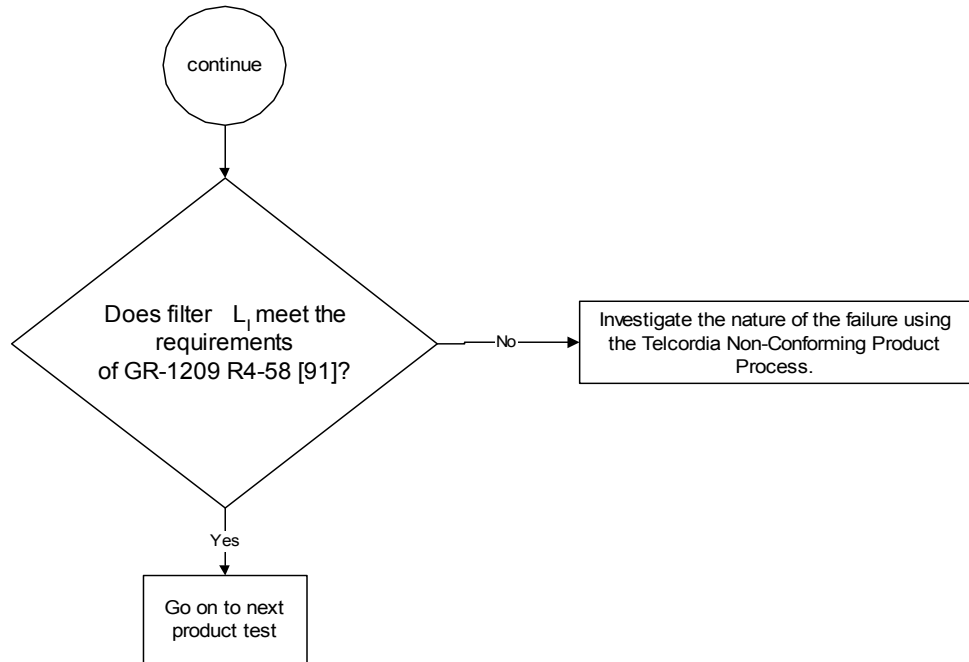 continue
Does filter L_I meet the
requirements
of GR-1209 R4-58 [91]?
No
Investigate the nature of the failure using
the Telcordia Non-Conforming Product
Process.
Yes
Go on to next
product test